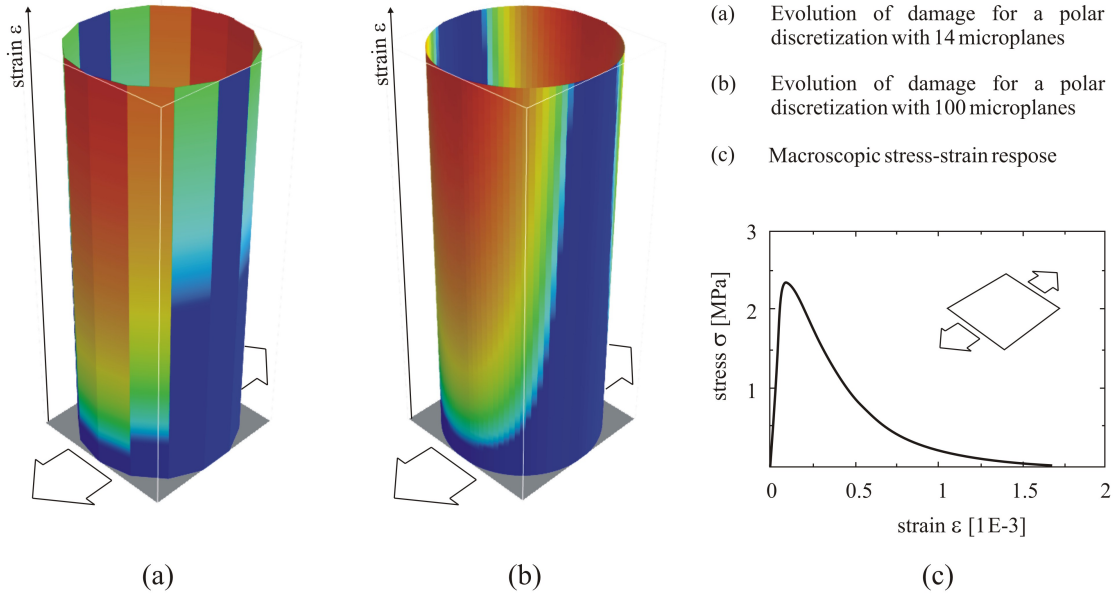 strain ε
strain ε
(a) Evolution of damage for a polar
discretization with 14 microplanes
(b) Evolution of damage for a polar
discretization with 100 microplanes
(c) Macroscopic stress-strain respose
3
2
1
stress σ [MPa]
0 0.5 1 1.5 2
strain ε [1E-3]
(a) (b) (c)